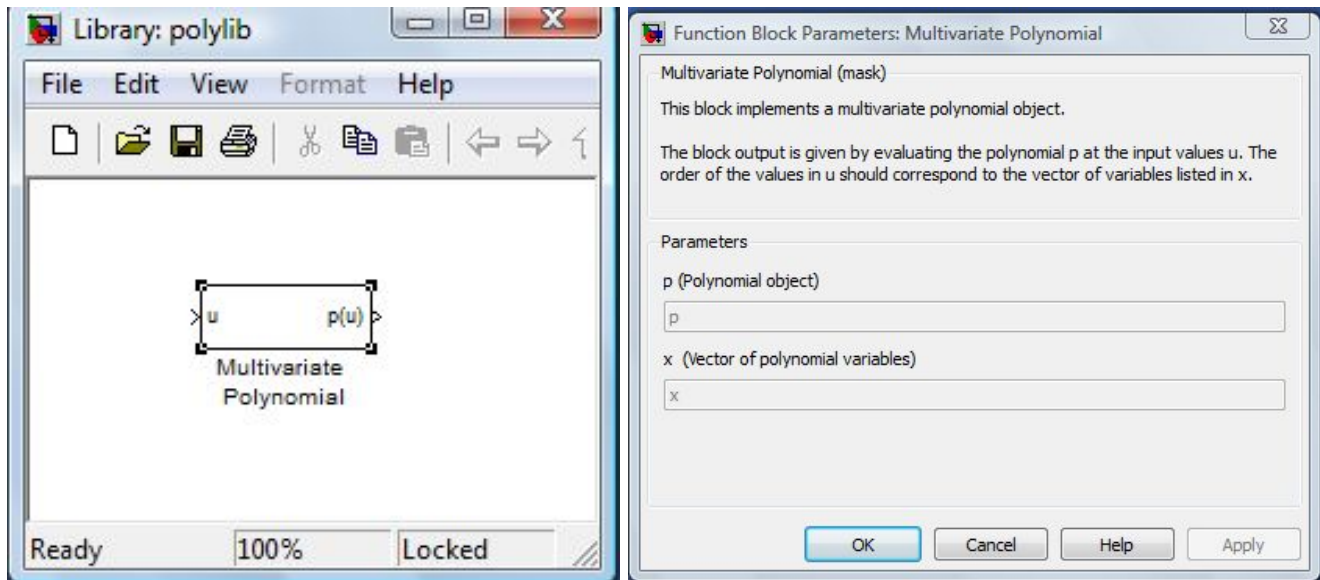 Library: polylib
File Edit View Format Help
u p(u)
Multivariate
Polynomial
Ready 100% Locked
Function Block Parameters: Multivariate Polynomial
Multivariate Polynomial (mask)
This block implements a multivariate polynomial object.
The block output is given by evaluating the polynomial p at the input values u. The
order of the values in u should correspond to the vector of variables listed in x.
Parameters
p (Polynomial object)
p
x (Vector of polynomial variables)
x
OK Cancel Help Apply